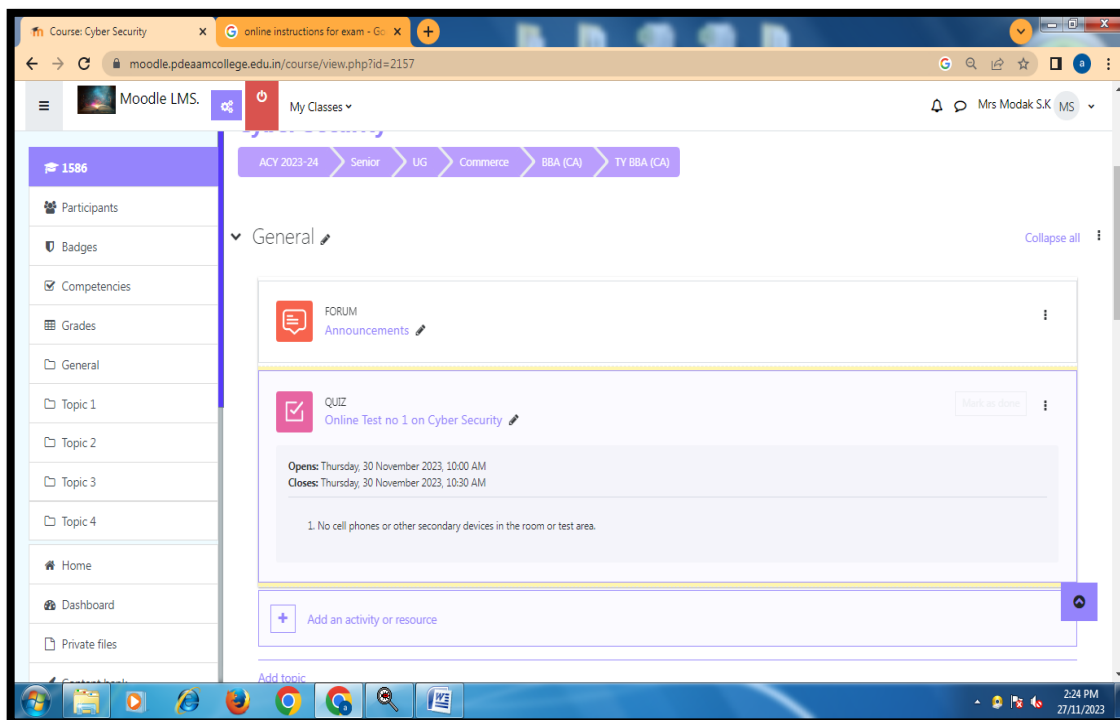 Course: Cyber Security
online instructions for exam - Go
moodle.pdeaamcollege.edu.in/course/view.php?id=2157
Moodle LMS.
My Classes
Mrs Modak S.K MS
Cyber Security
ACY 2023-24 Senior UG Commerce BBA (CA) TY BBA (CA)
1586
Participants
Badges
Competencies
Grades
General
Topic 1
Topic 2
Topic 3
Topic 4
Home
Dashboard
Private files
Content bank
General
Collapse all
FORUM
Announcements
QUIZ
Online Test no 1 on Cyber Security
Mark as done
Opens: Thursday, 30 November 2023, 10:00 AM
Closes: Thursday, 30 November 2023, 10:30 AM
1. No cell phones or other secondary devices in the room or test area.
Add an activity or resource
Add topic
2:24 PM
27/11/2023